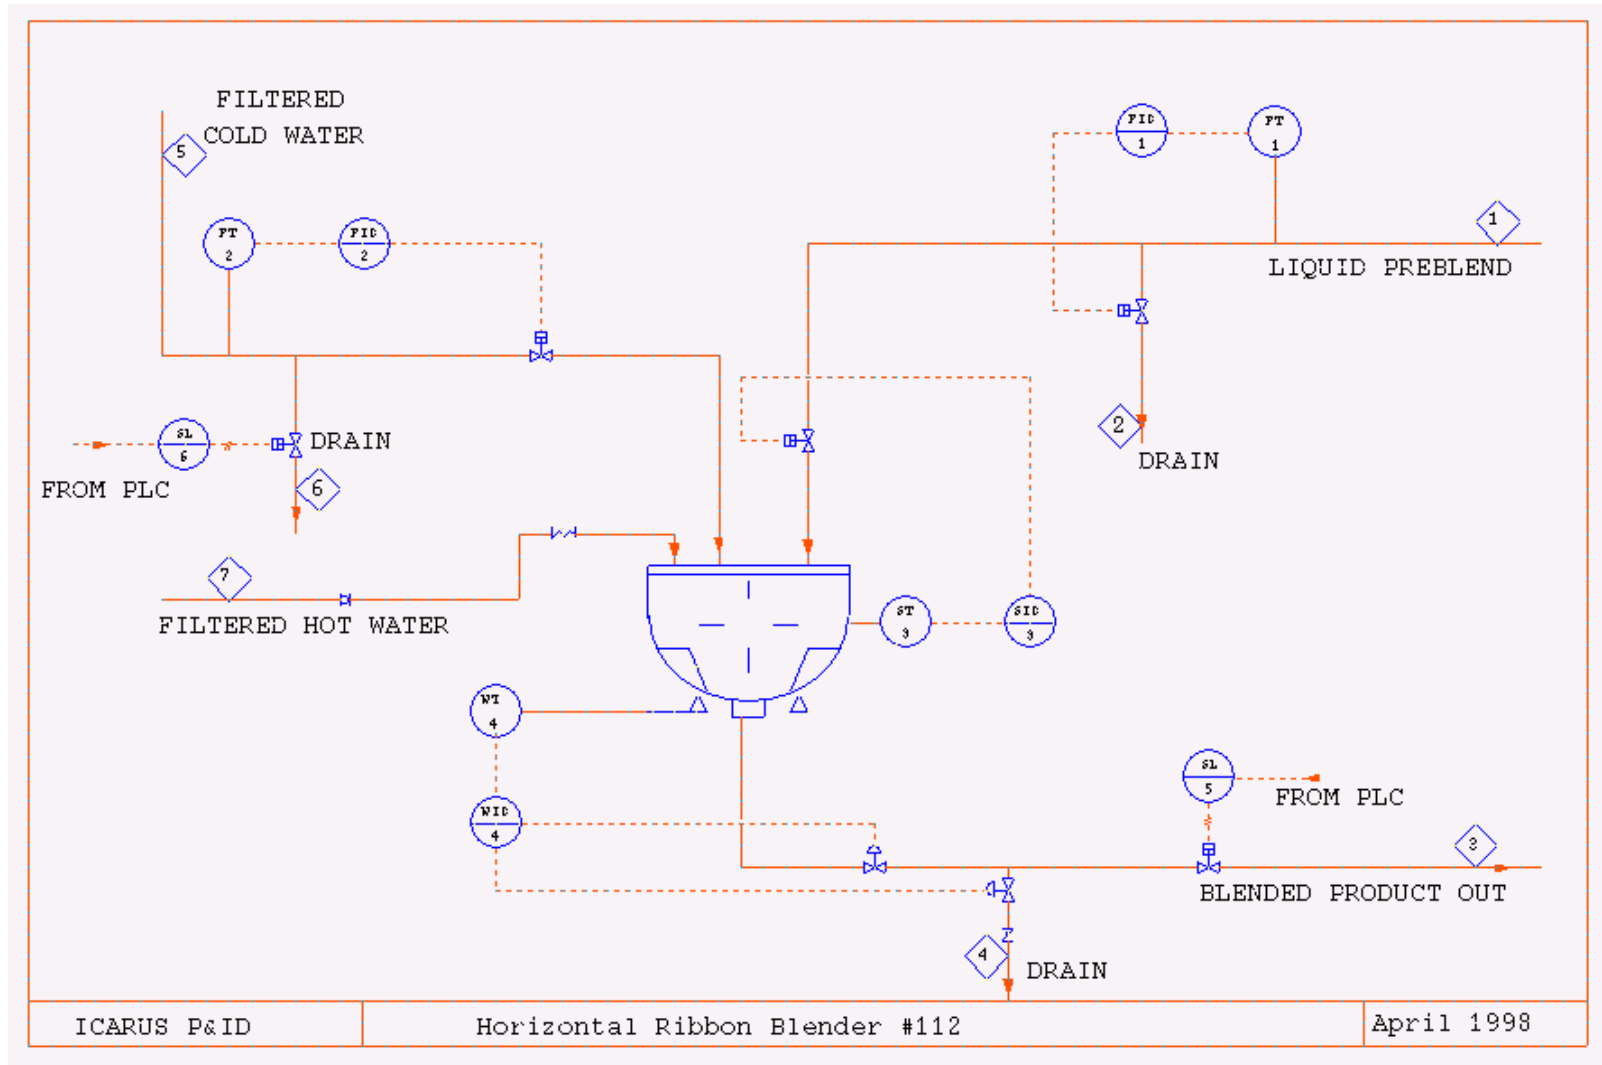 FILTERED
COLD WATER
5
FIC
1
FT
1
1
LIQUID PREBLEND
FT
2
FIC
2
2
DRAIN
SL
6
DRAIN
FROM PLC
6
7
FILTERED HOT WATER
ST
3
SIC
3
WT
4
WIC
4
SL
5
FROM PLC
3
BLENDED PRODUCT OUT
4
DRAIN
ICARUS P&ID
Horizontal Ribbon Blender #112
April 1998